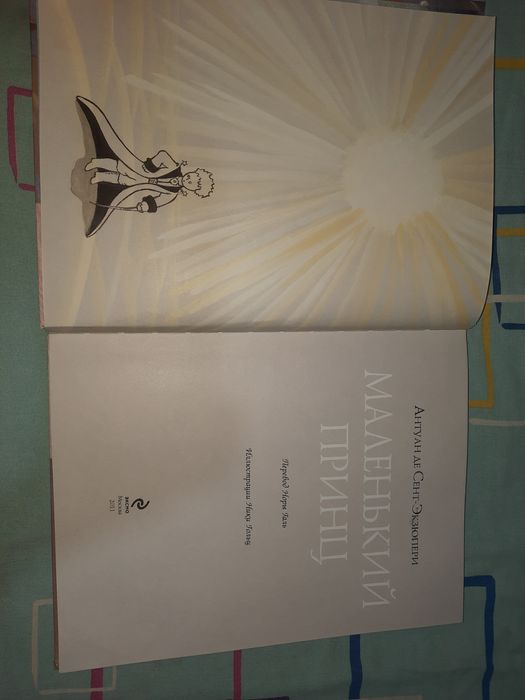 Антуан де Сент-Экзюпери
МАЛЕНЬКИЙ
ПРИНЦ
Перевод Норы Галь
Иллюстрации Ники Гольц
ЭКСМО
Москва
2011